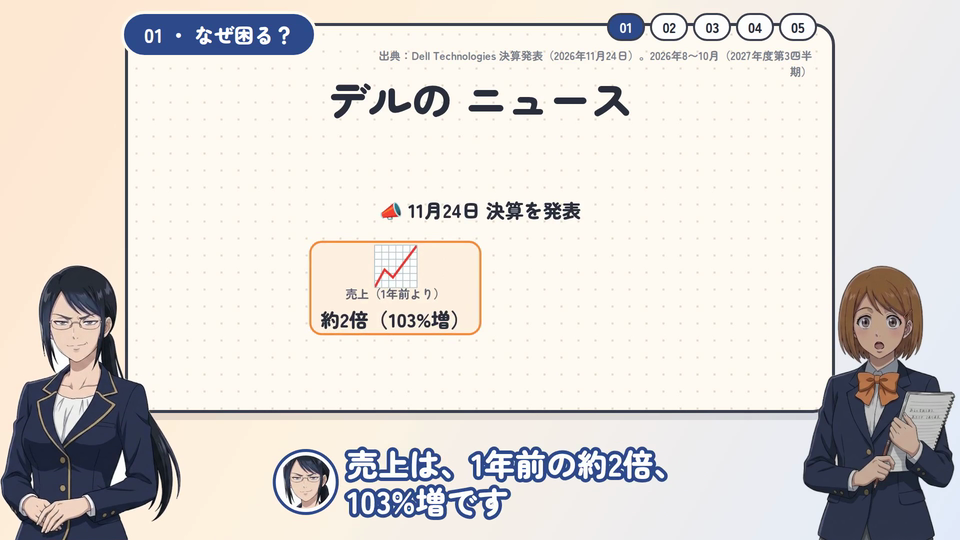 01 ・ なぜ困る？
01 02 03 04 05
出典：Dell Technologies 決算発表（2026年11月24日）。2026年8〜10月（2027年度第3四半
期）
デルの ニュース
11月24日 決算を発表
売上（1年前より）
約2倍（103%増）
売上は、1年前の約2倍、
103%増です